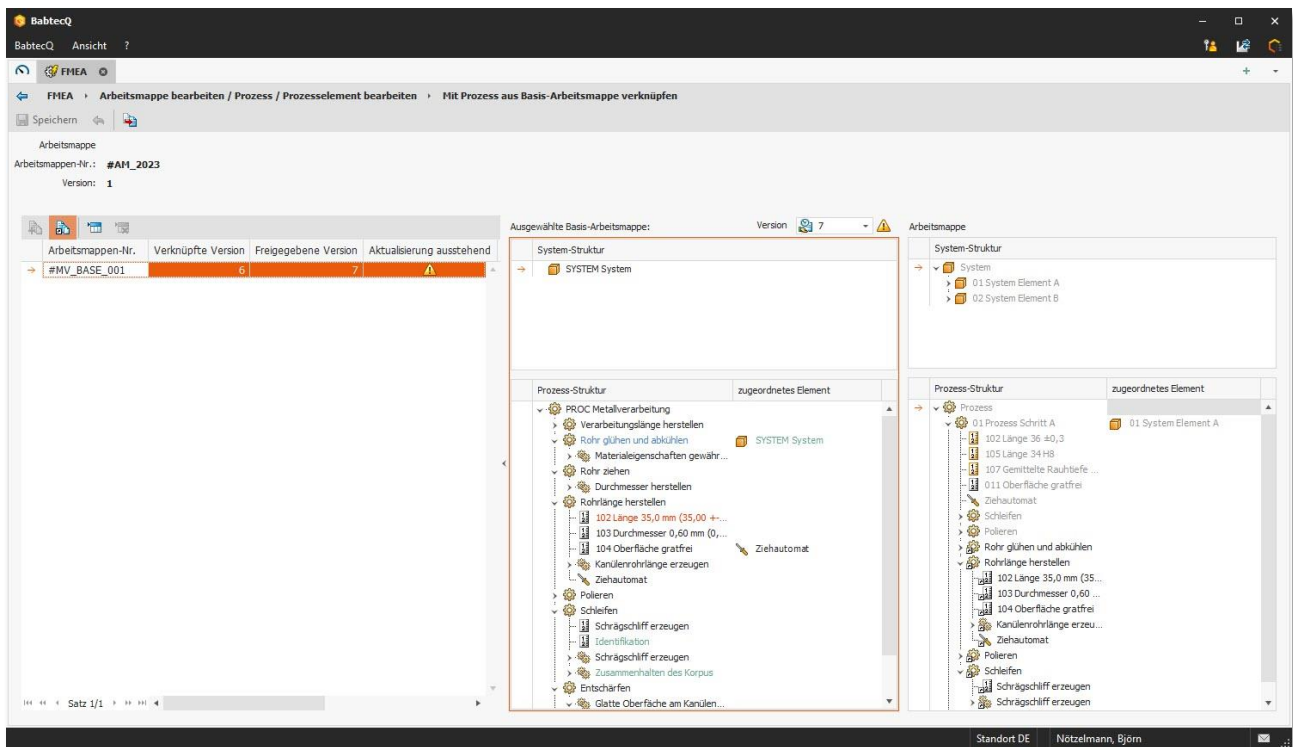 BabtecQ
BabtecQ Ansicht ?
FMEA
FMEA Arbeitsmappe bearbeiten / Prozess / Prozesselement bearbeiten Mit Prozess aus Basis-Arbeitsmappe verknüpfen
Speichern
Arbeitsmappe
Arbeitsmappen-Nr.: #AM_2023
Version: 1
Arbeitsmappen-Nr. Verknüpfte Version Freigegebene Version Aktualisierung ausstehend
#MV_BASE_001 6 7
Satz 1/1
Ausgewählte Basis-Arbeitsmappe: Version 7
System-Struktur
SYSTEM System
Prozess-Struktur zugeordnetes Element
PROC Metallverarbeitung
Verarbeitungslänge herstellen
Rohr glühen und abkühlen SYSTEM System
Materialeigenschaften gewähr...
Rohr ziehen
Durchmesser herstellen
Rohrlänge herstellen
102 Länge 35,0 mm (35,00 +-...
103 Durchmesser 0,60 mm (0,...
104 Oberfläche gratfrei Ziehautomat
Kanülenrohrlänge erzeugen
Ziehautomat
Polieren
Schleifen
Schrägschliff erzeugen
Identifikation
Schrägschliff erzeugen
Zusammenhalten des Korpus
Entschärfen
Glatte Oberfäche am Kanülen...
Arbeitsmappe
System-Struktur
System
01 System Element A
02 System Element B
Prozess-Struktur zugeordnetes Element
Prozess
01 Prozess Schritt A 01 System Element A
102 Länge 36 ±0,3
105 Länge 34 H8
107 Gemittelte Rauhtiefe ...
011 Oberfläche gratfrei
Ziehautomat
Schleifen
Polieren
Rohr glühen und abkühlen
Rohrlänge herstellen
102 Länge 35,0 mm (35...
103 Durchmesser 0,60 ...
104 Oberfläche gratfrei
Kanülenrohrlänge erzeu...
Ziehautomat
Polieren
Schleifen
Schrägschliff erzeugen
Schrägschliff erzeugen
Standort DE Nötzelmann, Björn